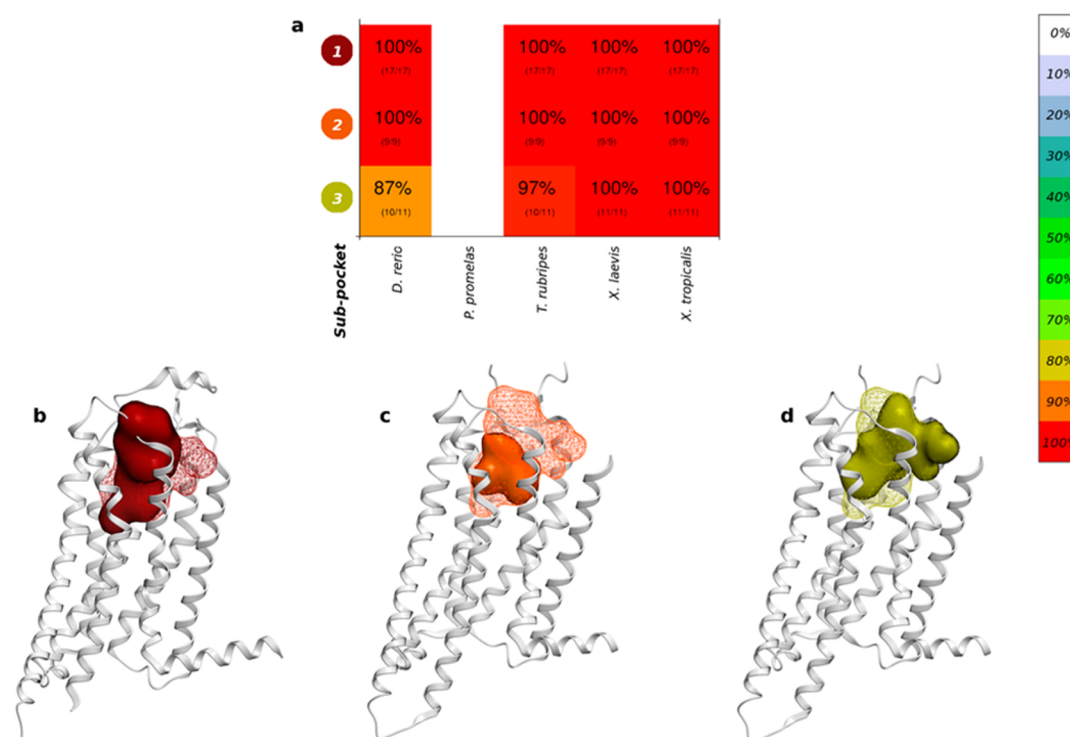 a
1 100% 100% 100% 100% 0%
(17/17) (17/17) (17/17) (17/17) 10%
2 100% 100% 100% 100% 20%
(9/9) (9/9) (9/9) (9/9) 30%
3 87% 97% 100% 100% 40%
(10/11) (10/11) (11/11) (11/11) 50%
Sub-pocket D. rerio P. promelas T. rubripes X. laevis X. tropicalis 60%
70%
80%
90%
100%
b c d